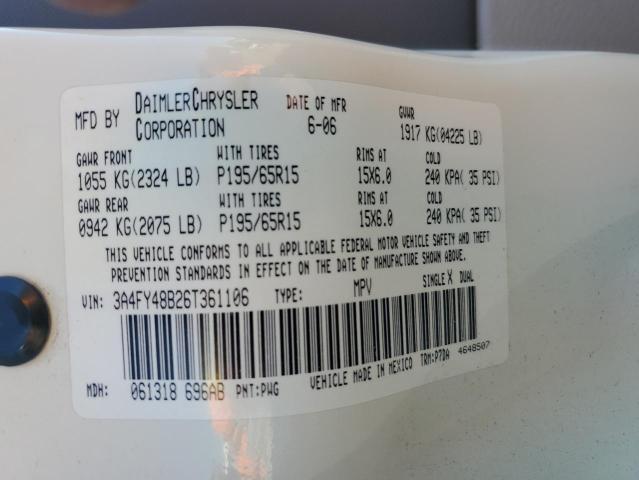 MFD BY DAIMLERCHRYSLER CORPORATION DATE OF MFR 6-06 GVWR 1917 KG(04225 LB)
GAWR FRONT WITH TIRES RIMS AT COLD
1055 KG(2324 LB) P195/65R15 15X6.0 240 KPA( 35 PSI)
GAWR REAR WITH TIRES RIMS AT COLD
0942 KG(2075 LB) P195/65R15 15X6.0 240 KPA( 35 PSI)
THIS VEHICLE CONFORMS TO ALL APPLICABLE FEDERAL MOTOR VEHICLE SAFETY AND THEFT
PREVENTION STANDARDS IN EFFECT ON THE DATE OF MANUFACTURE SHOWN ABOVE.
VIN: 3A4FY48B26T361106 TYPE: MPV SINGLE X DUAL
MDH: 061318 696AB PNT:PWG VEHICLE MADE IN MEXICO TRM:P7DA 4648507